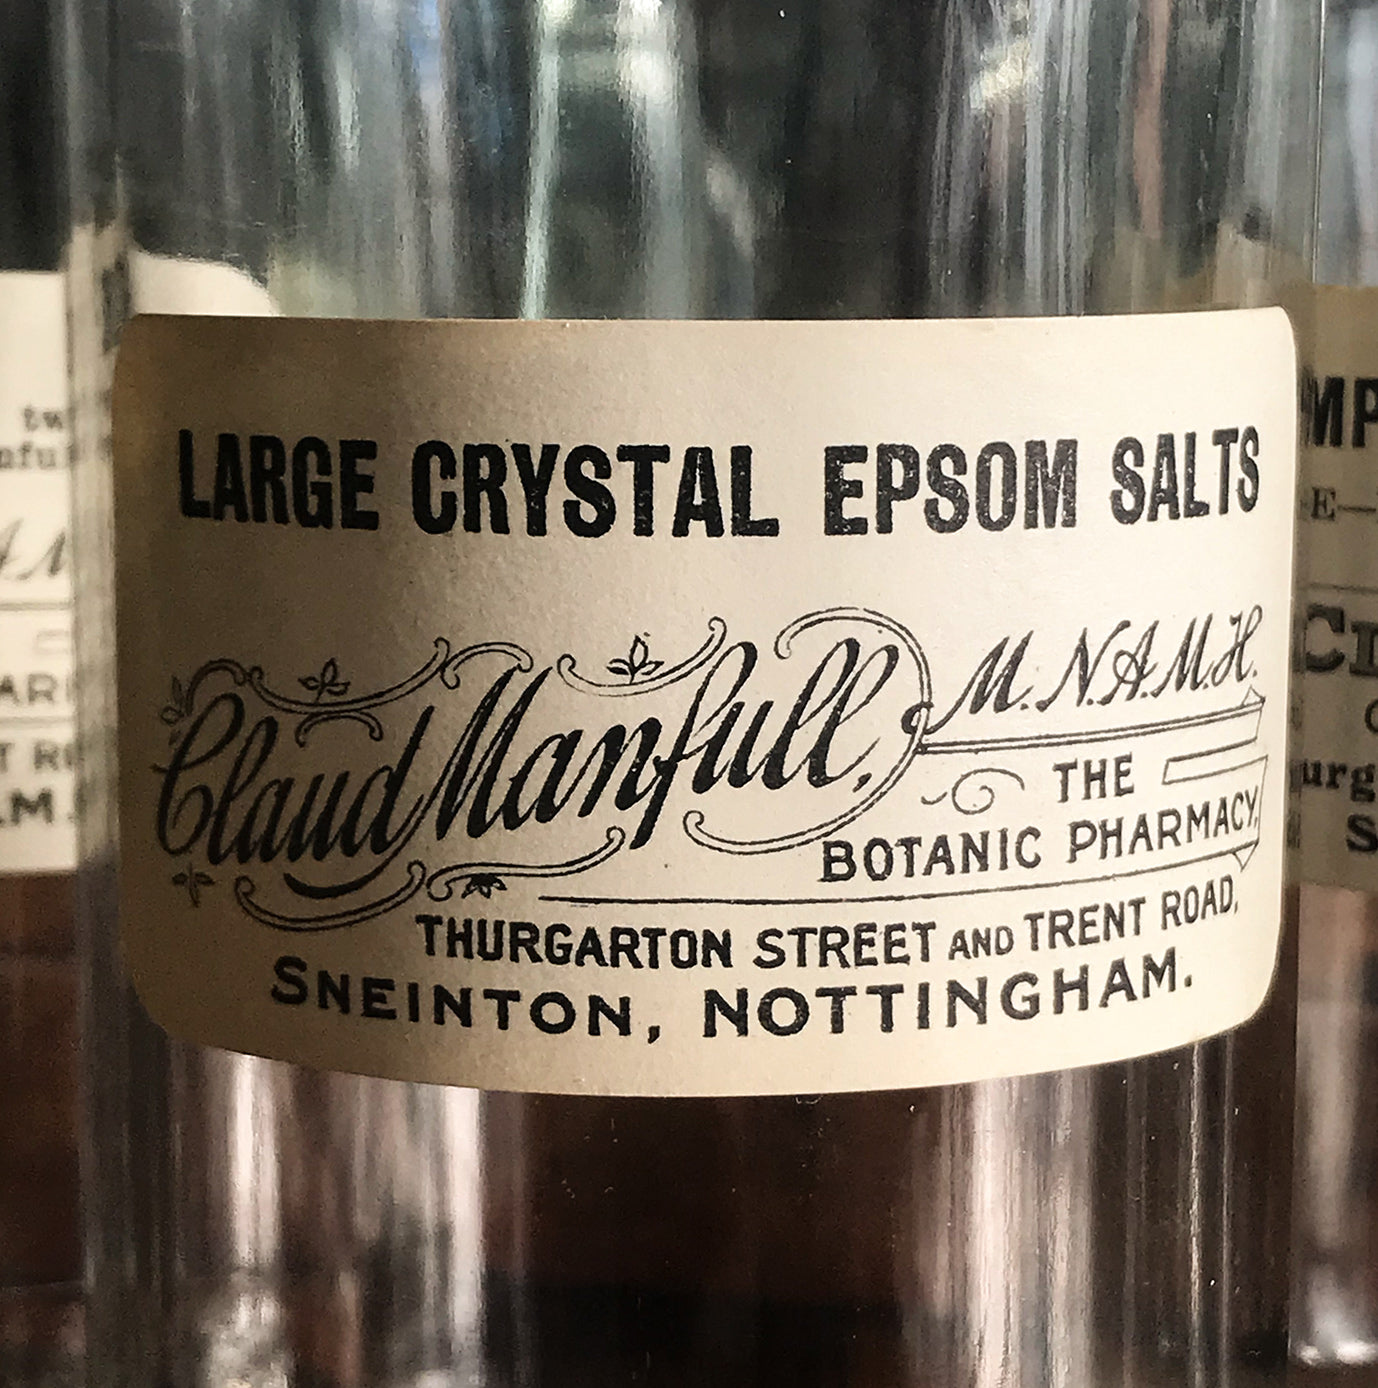 LARGE CRYSTAL EPSOM SALTS
Claud Manfull, M.N.A.M.H.
THE
BOTANIC PHARMACY,
THURGARTON STREET AND TRENT ROAD,
SNEINTON, NOTTINGHAM.